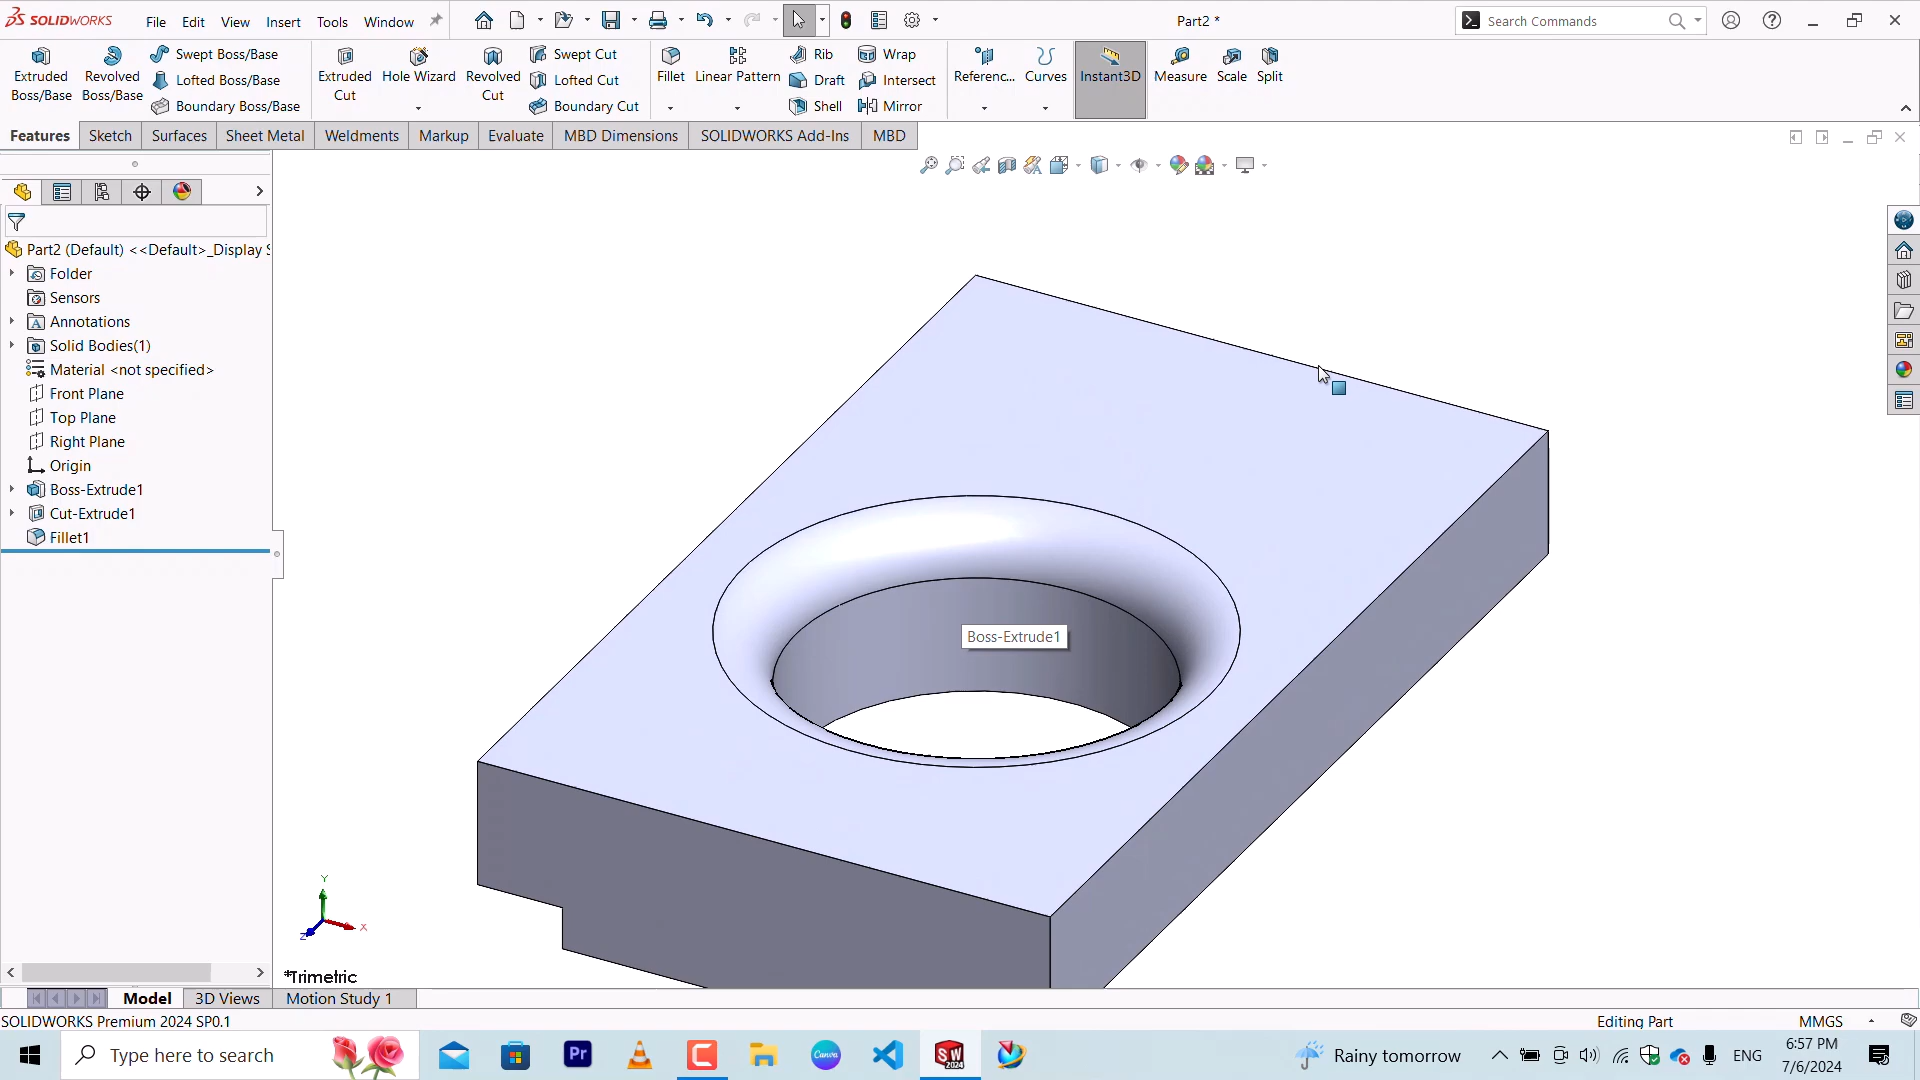 SOLIDWORKS File Edit View Insert Tools Window Part2 * Search Commands
Extruded Boss/Base
Revolved Boss/Base
Swept Boss/Base
Lofted Boss/Base
Boundary Boss/Base
Extruded Cut
Hole Wizard
Revolved Cut
Swept Cut
Lofted Cut
Boundary Cut
Fillet
Linear Pattern
Rib
Draft
Shell
Wrap
Intersect
Mirror
Referenc...
Curves
Instant3D
Measure
Scale
Split
Features Sketch Surfaces Sheet Metal Weldments Markup Evaluate MBD Dimensions SOLIDWORKS Add-Ins MBD
Part2 (Default) <<Default>_Display S
Folder
Sensors
Annotations
Solid Bodies(1)
Material <not specified>
Front Plane
Top Plane
Right Plane
Origin
Boss-Extrude1
Cut-Extrude1
Fillet1
Boss-Extrude1
Y
X
Z
*Trimetric
Model 3D Views Motion Study 1
SOLIDWORKS Premium 2024 SP0.1 Editing Part MMGS
Type here to search
Pr
Canva
SW
2024
Rainy tomorrow
ENG
6:57 PM
7/6/2024